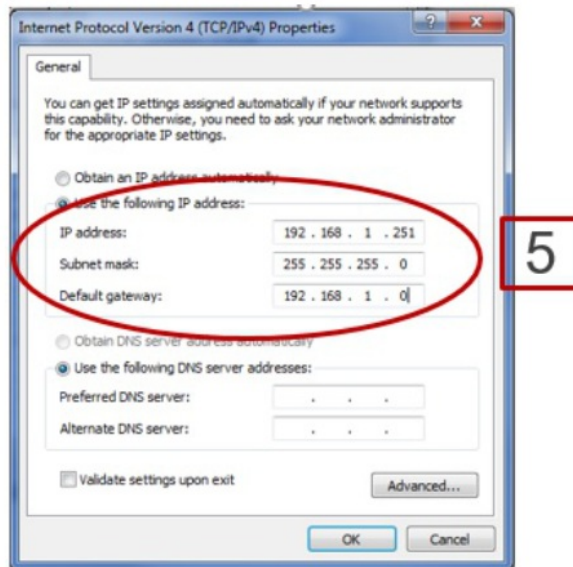 Internet Protocol Version 4 (TCP/IPv4) Properties
General
You can get IP settings assigned automatically if your network supports
this capability. Otherwise, you need to ask your network administrator
for the appropriate IP settings.
Obtain an IP address automatically
Use the following IP address:
IP address: 192 . 168 . 1 . 251
Subnet mask: 255 . 255 . 255 . 0
Default gateway: 192 . 168 . 1 . 0
5
Obtain DNS server address automatically
Use the following DNS server addresses:
Preferred DNS server: . . .
Alternate DNS server: . . .
Validate settings upon exit
Advanced...
OK Cancel